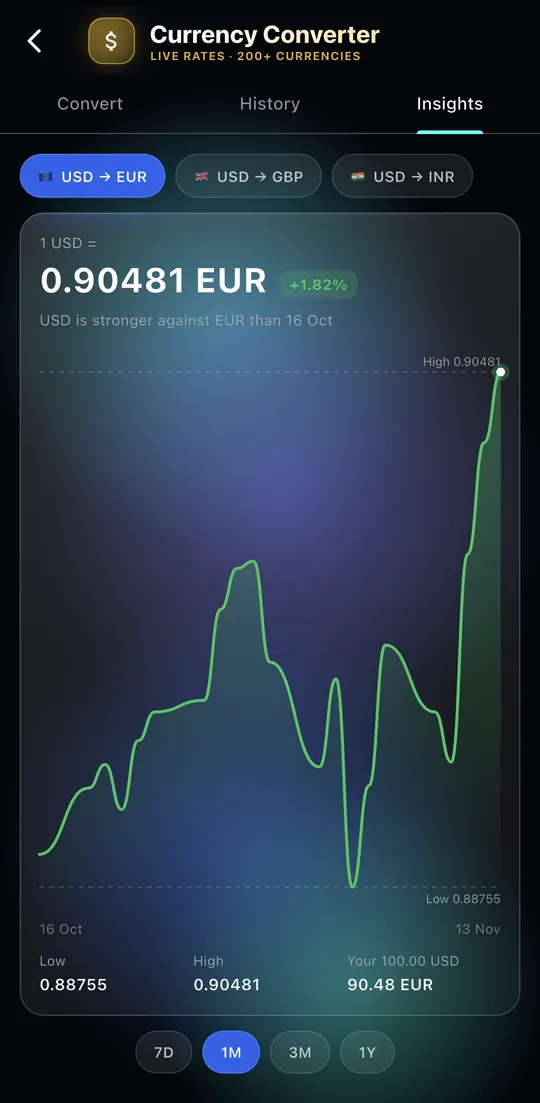 $
Currency Converter
LIVE RATES · 200+ CURRENCIES
Convert History Insights
USD → EUR USD → GBP USD → INR
1 USD =
0.90481 EUR +1.82%
USD is stronger against EUR than 16 Oct
High 0.90481
Low 0.88755
16 Oct 13 Nov
Low High Your 100.00 USD
0.88755 0.90481 90.48 EUR
7D 1M 3M 1Y